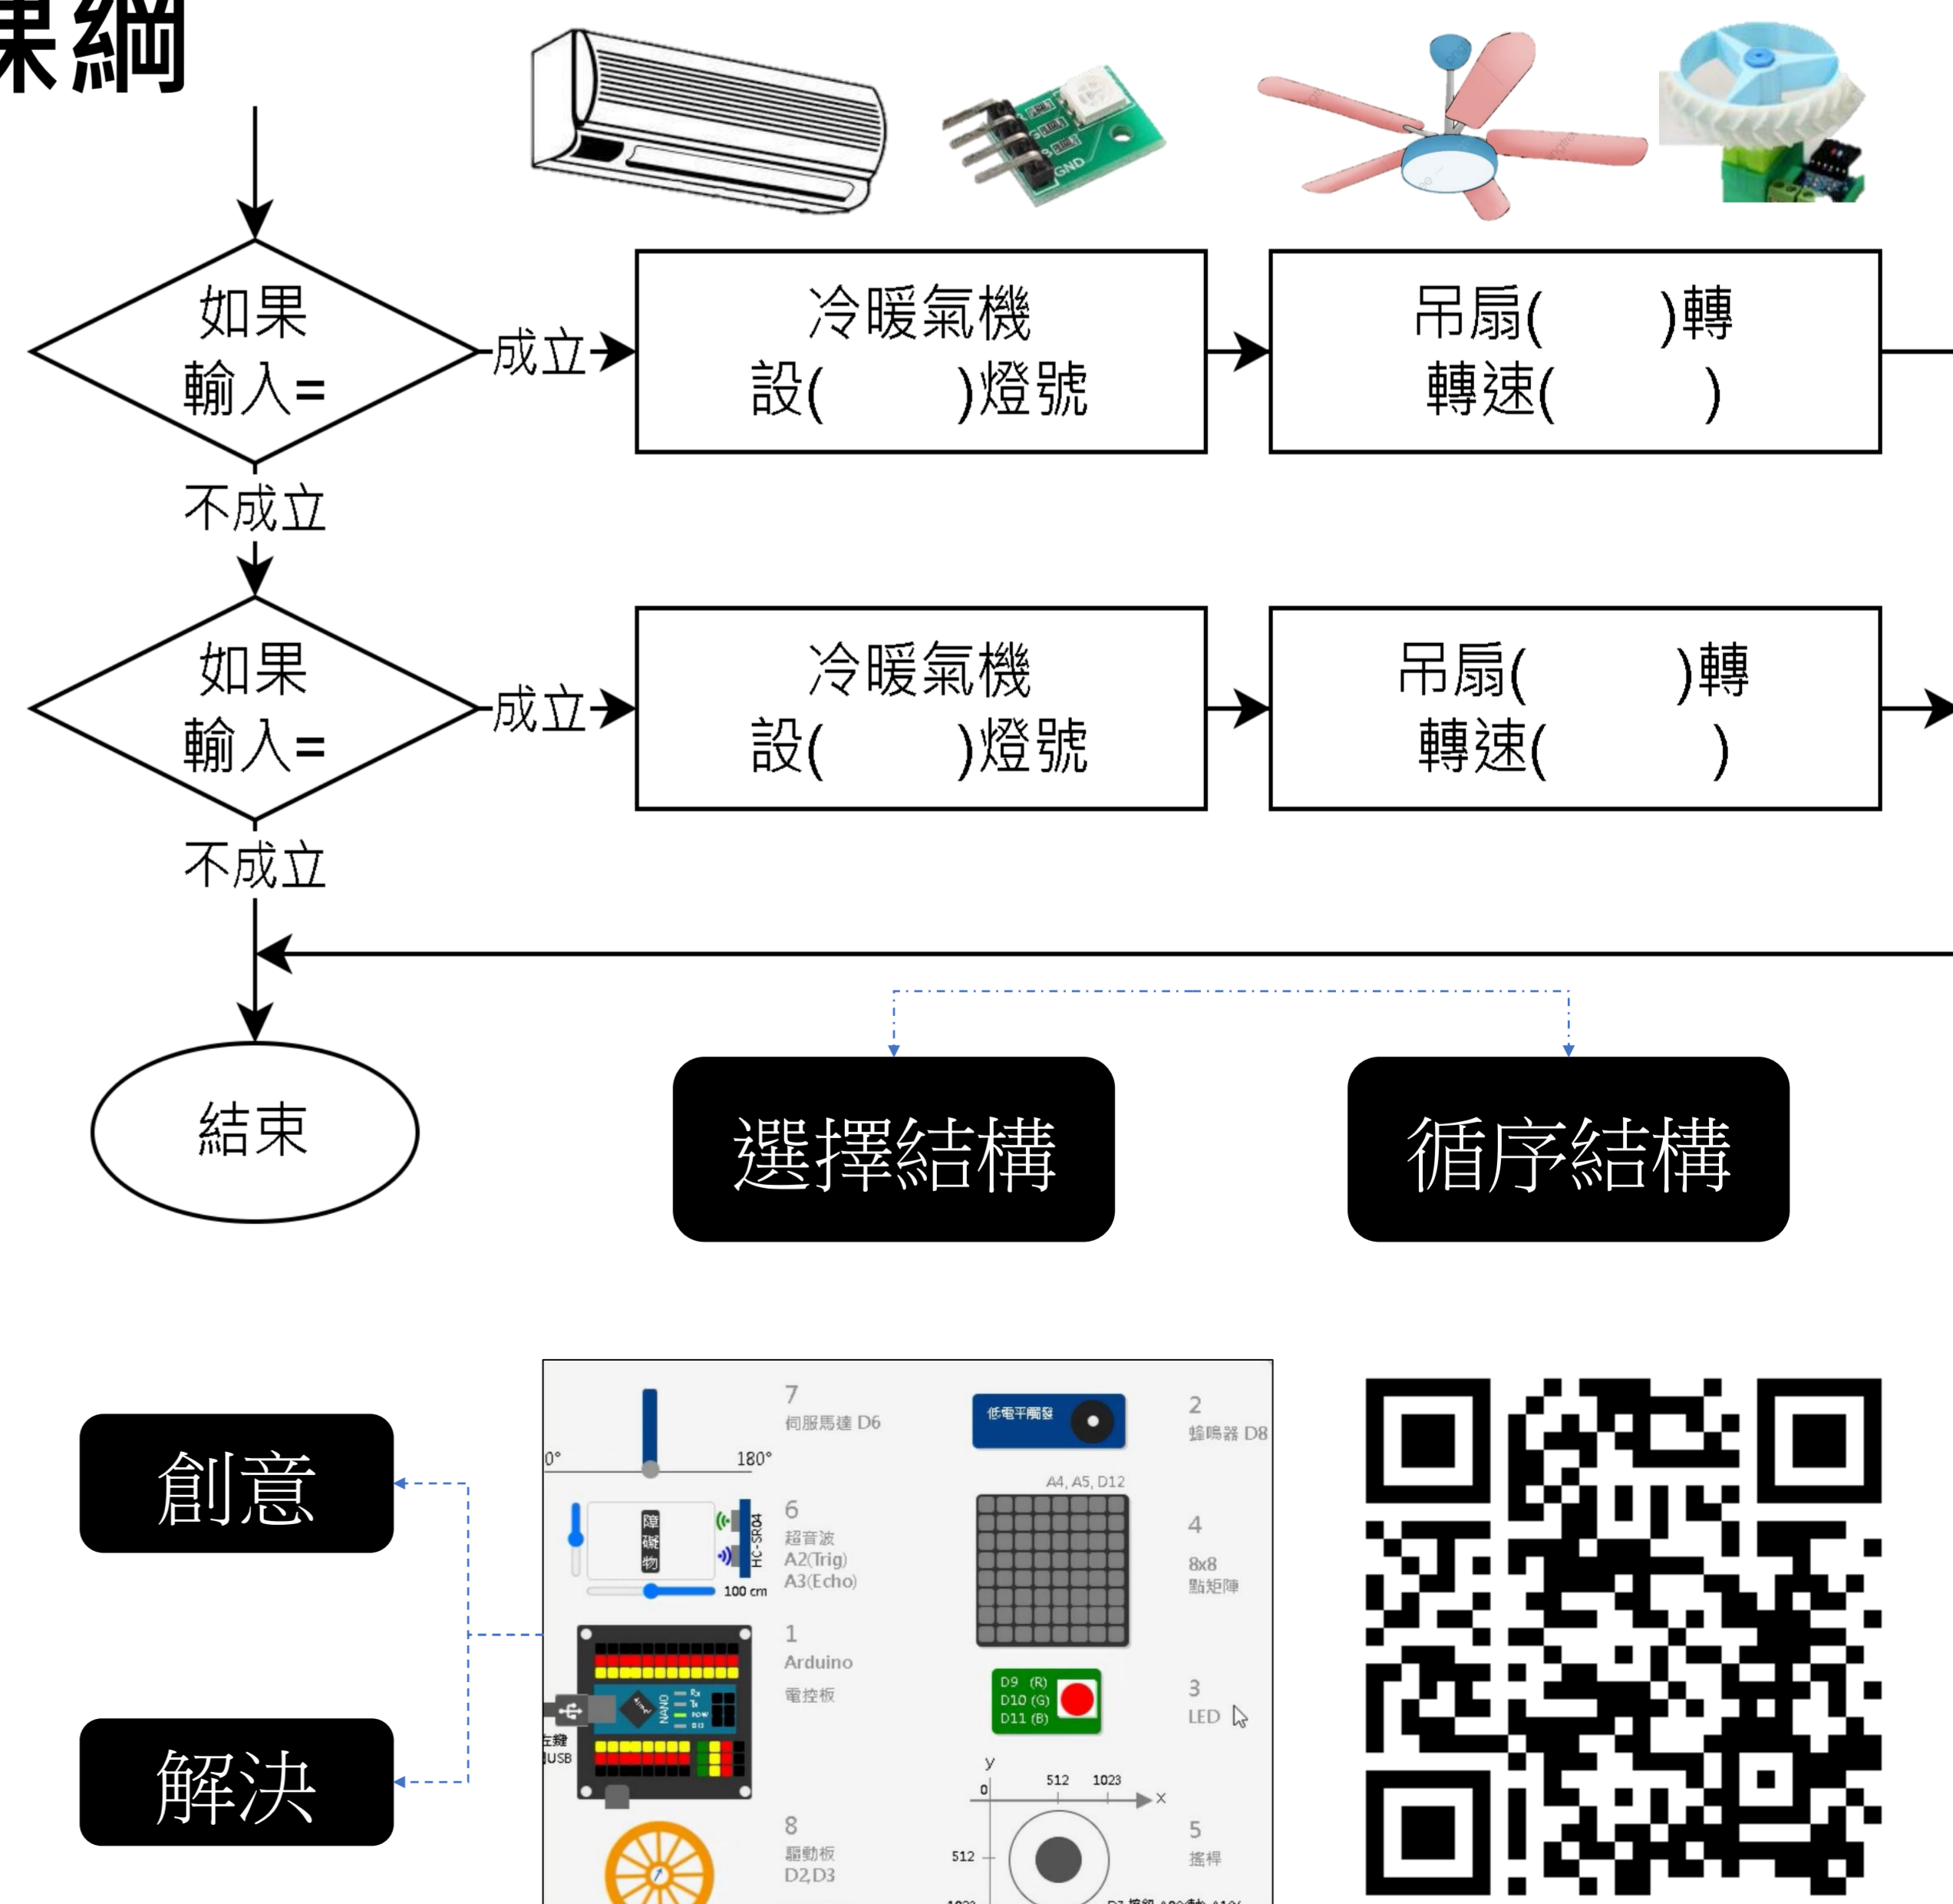 課綱
GND
如果
輸入=
成立
冷暖氣機
設( )燈號
吊扇( )轉
轉速( )
不成立
如果
輸入=
成立
冷暖氣機
設( )燈號
吊扇( )轉
轉速( )
不成立
結束
選擇結構
循序結構
創意
解決
7
伺服馬達 D6
0°
180°
低電平觸發
2
蜂鳴器 D8
6
超音波
A2(Trig)
A3(Echo)
障礙物
HC-SR04
100 cm
A4, A5, D12
4
8x8
點矩陣
1
Arduino
電控板
NANO
左鍵
USB
D9 (R)
D10 (G)
D11 (B)
3
LED
8
驅動板
D2,D3
y
0
512
1023
x
512
5
搖桿